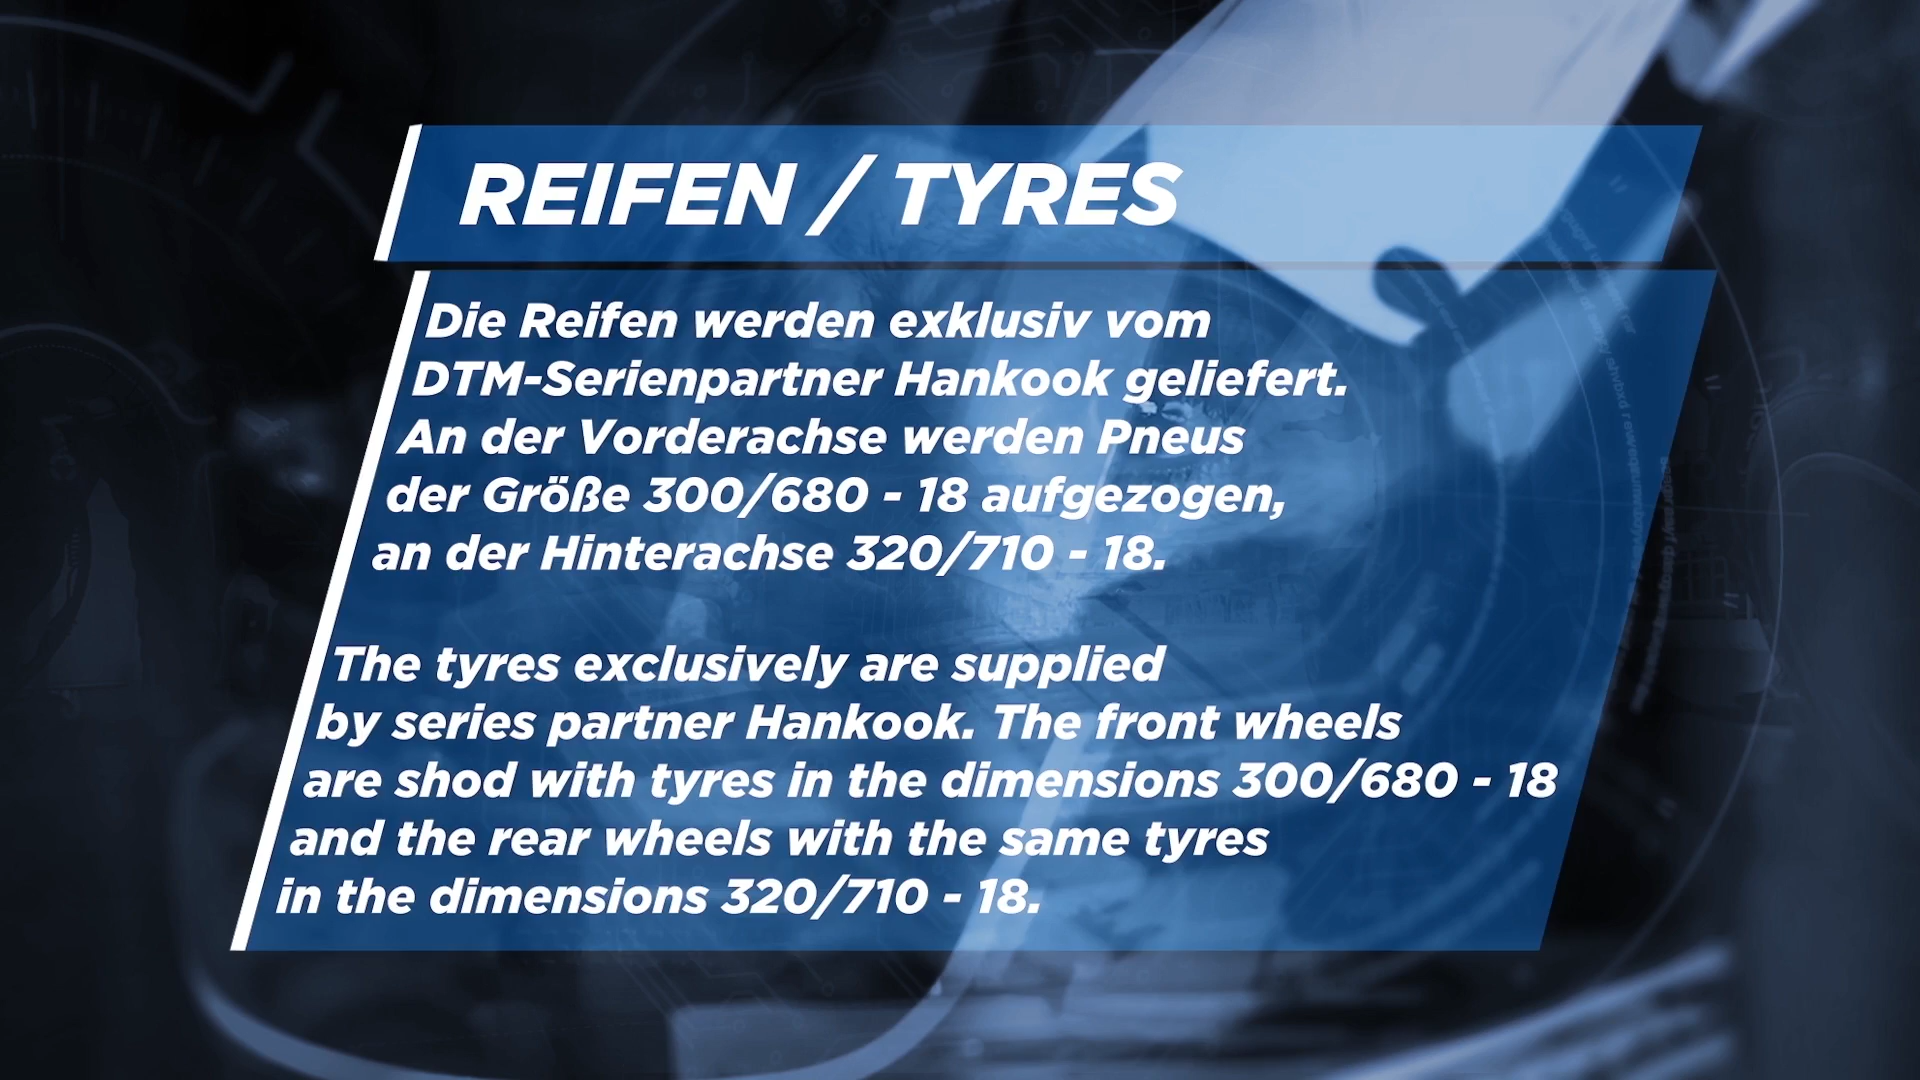 REIFEN / TYRES
Die Reifen werden exklusiv vom
DTM-Serienpartner Hankook geliefert.
An der Vorderachse werden Pneus
der Größe 300/680 - 18 aufgezogen,
an der Hinterachse 320/710 - 18.
The tyres exclusively are supplied
by series partner Hankook. The front wheels
are shod with tyres in the dimensions 300/680 - 18
and the rear wheels with the same tyres
in the dimensions 320/710 - 18.